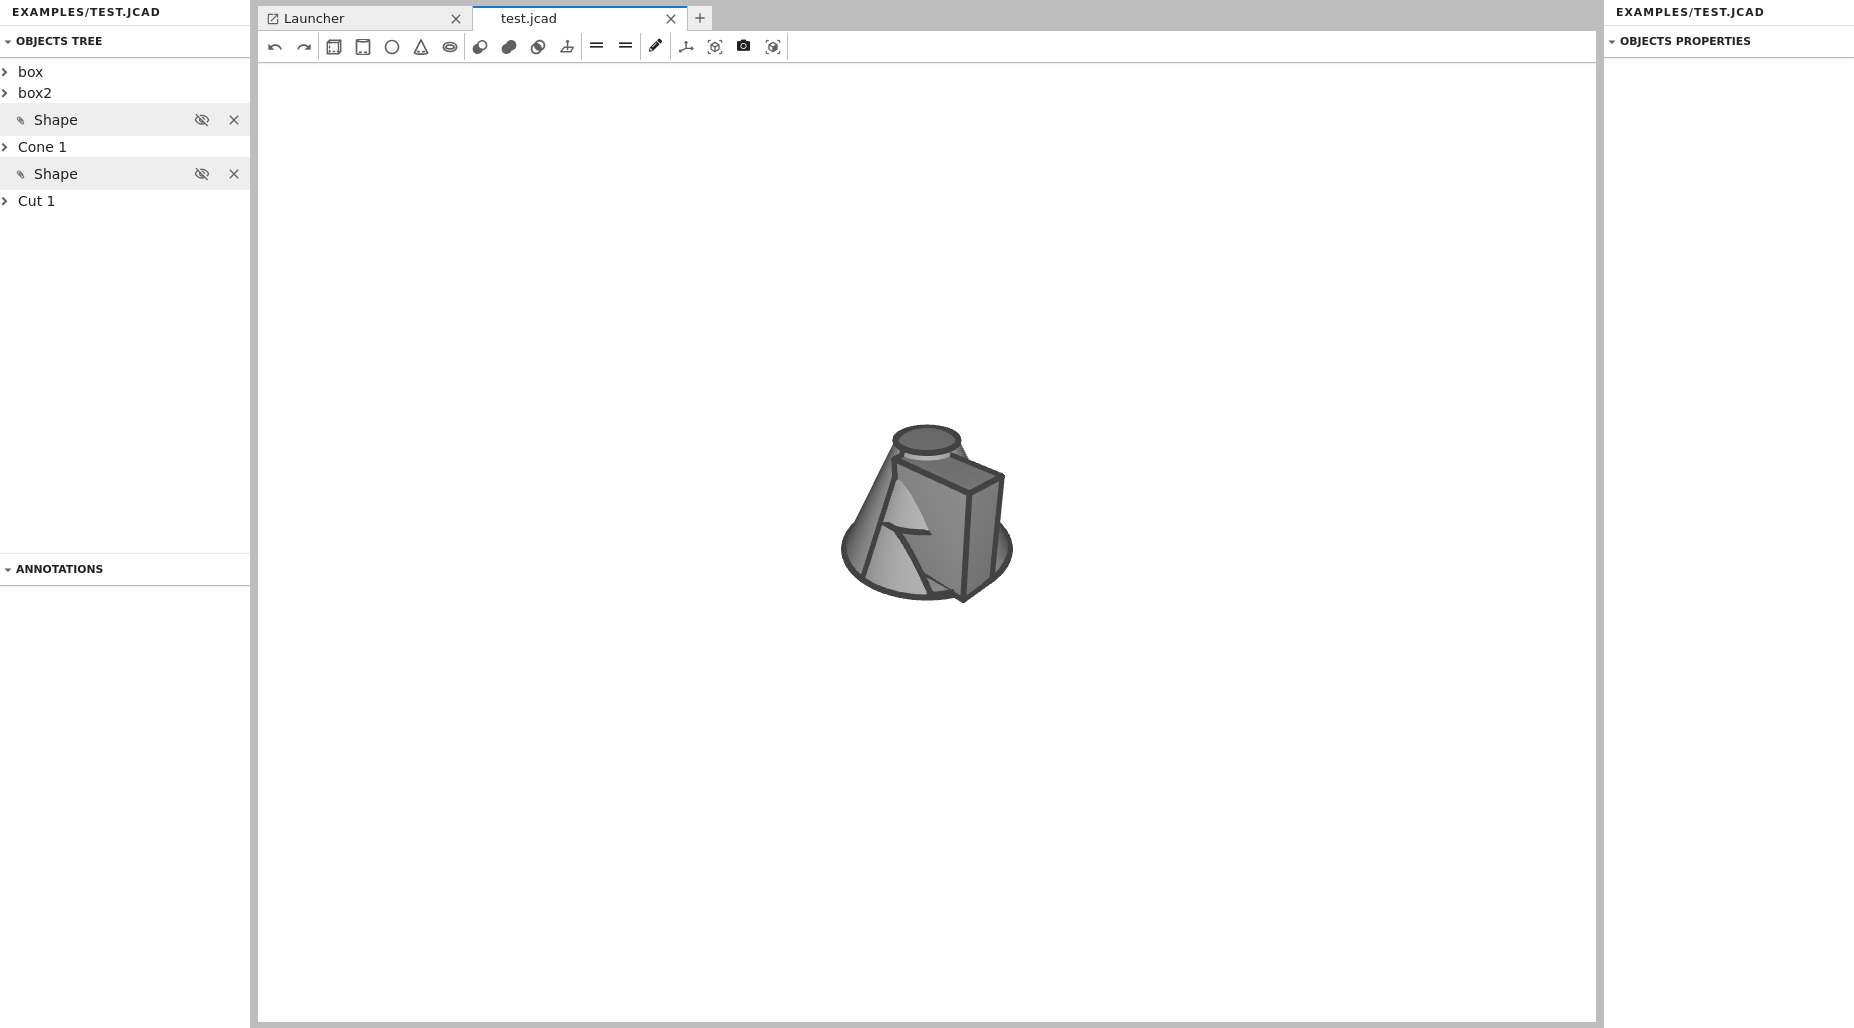 EXAMPLES/TEST.JCAD
OBJECTS TREE
box
box2
Shape
Cone 1
Shape
Cut 1
ANNOTATIONS
Launcher
test.jcad
EXAMPLES/TEST.JCAD
OBJECTS PROPERTIES